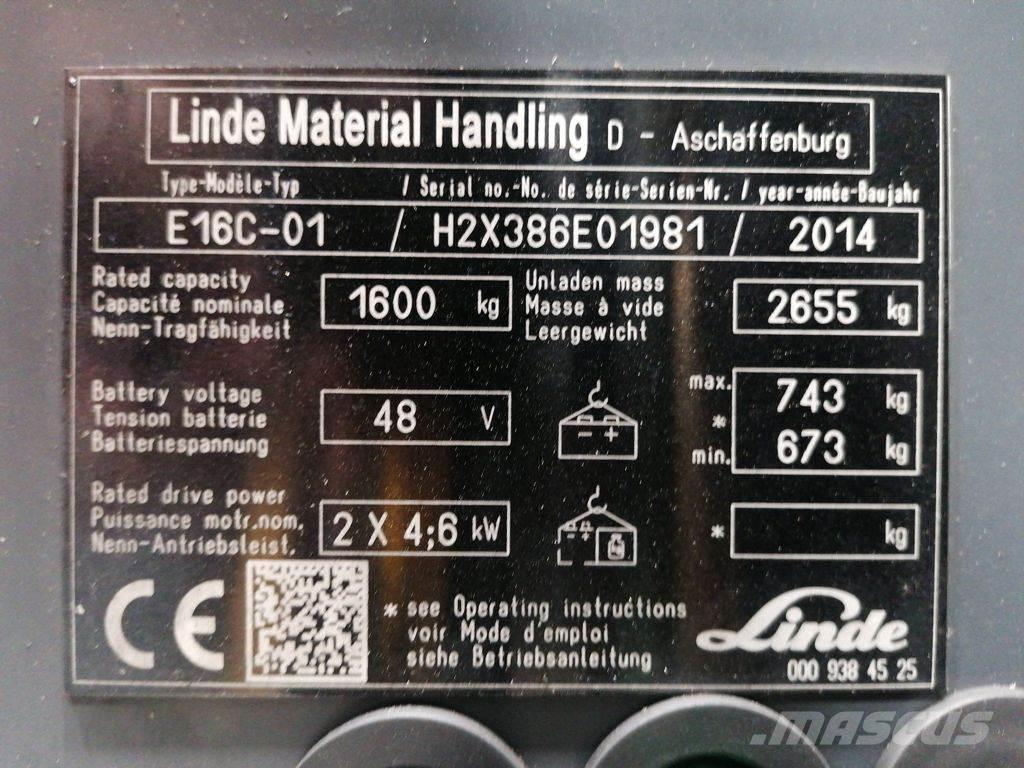 Linde Material Handling D - Aschaffenburg
Type-Modèle-Typ / Serial no.-No. de série-Serien-Nr. / year-année-Baujahr
E16C-01 / H2X386E01981 / 2014
Rated capacity
Capacité nominale
Nenn-Tragfähigkeit
1600 kg
Unladen mass
Masse à vide
Leergewicht
2655 kg
Battery voltage
Tension batterie
Batteriespannung
48 V
- +
max. 743 kg
*
min. 673 kg
Rated drive power
Puissance motr.nom.
Nenn-Antriebsleist.
2 X 4;6 kW
- +
* kg
CE
* see Operating instructions
voir Mode d'emploi
siehe Betriebsanleitung
Linde
000 938 45 25
.MASCUS